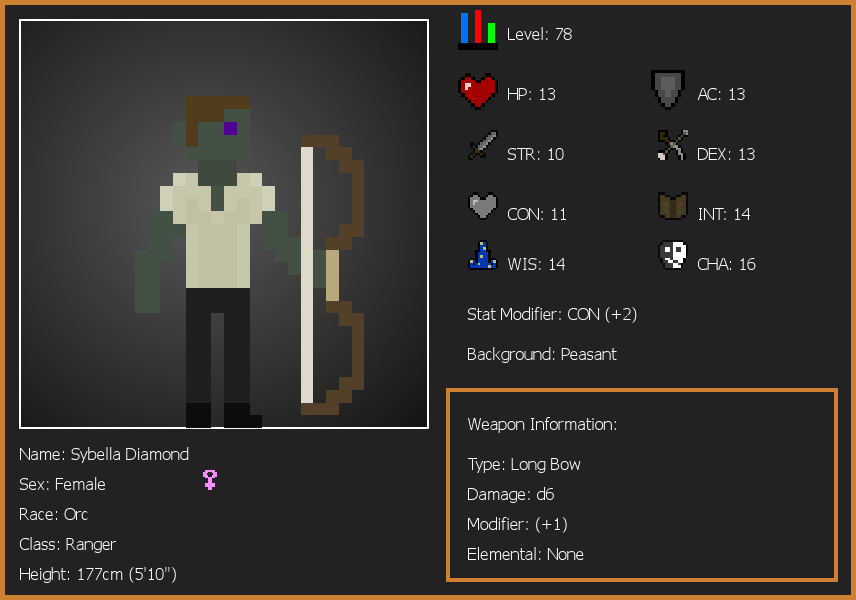 Level: 78
HP: 13
AC: 13
STR: 10
DEX: 13
CON: 11
INT: 14
WIS: 14
CHA: 16
Stat Modifier: CON (+2)
Background: Peasant
Weapon Information:
Type: Long Bow
Damage: d6
Modifier: (+1)
Elemental: None
Name: Sybella Diamond
Sex: Female
Race: Orc
Class: Ranger
Height: 177cm (5'10")